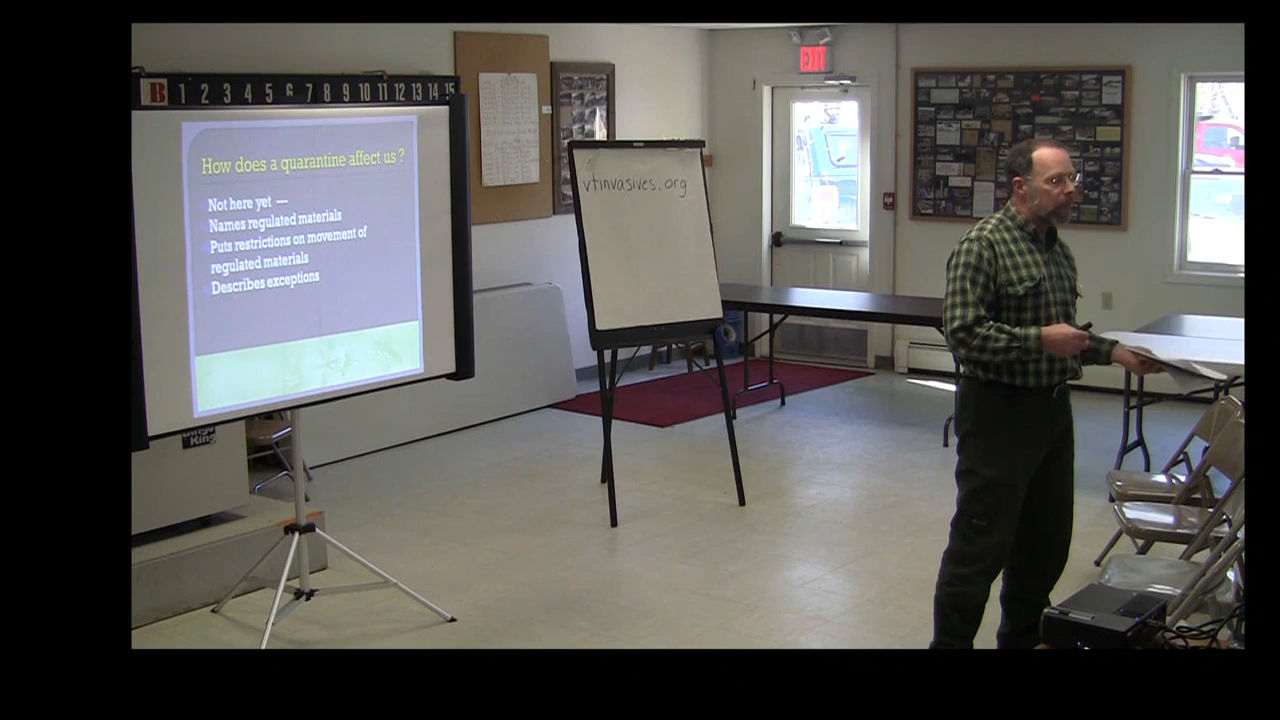 B 1 2 3 4 5 6 7 8 9 10 11 12 13 14 15
How does a quarantine affect us ?
Not here yet —
Names regulated materials
Puts restrictions on movement of
regulated materials
Describes exceptions
vtinvasives.org
EXIT
Bingo
King